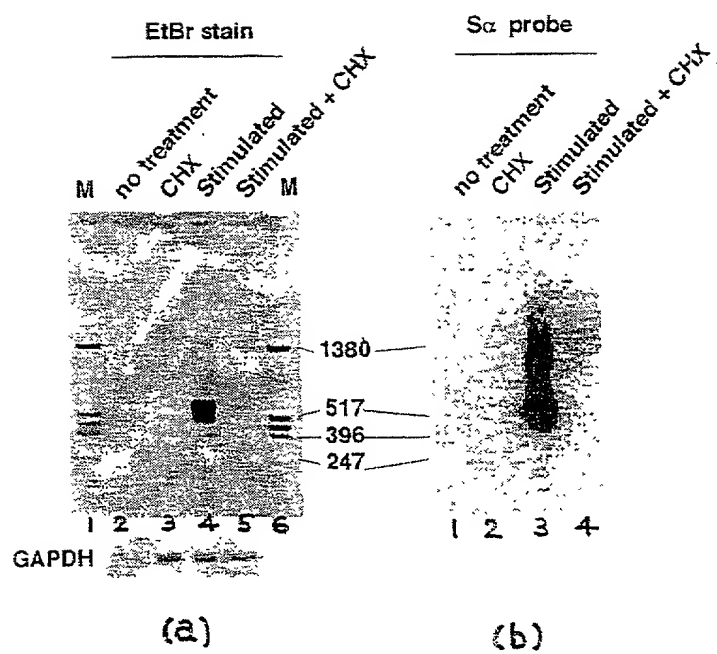 EtBr stain
Sα probe
M
no treatment
CHX
Stimulated
Stimulated + CHX
M
no treatment
CHX
Stimulated
Stimulated + CHX
1380
517
396
247
1 2 3 4 5 6
1 2 3 4
GAPDH
(a)
(b)